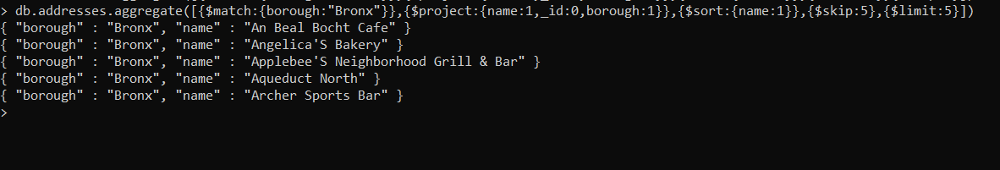 > db.addresses.aggregate([{$match:{borough:"Bronx"}},{$project:{name:1,_id:0,borough:1}},{$sort:{name:1}},{$skip:5},{$limit:5}])
{ "borough" : "Bronx", "name" : "An Beal Bocht Cafe" }
{ "borough" : "Bronx", "name" : "Angelica'S Bakery" }
{ "borough" : "Bronx", "name" : "Applebee'S Neighborhood Grill & Bar" }
{ "borough" : "Bronx", "name" : "Aqueduct North" }
{ "borough" : "Bronx", "name" : "Archer Sports Bar" }
>